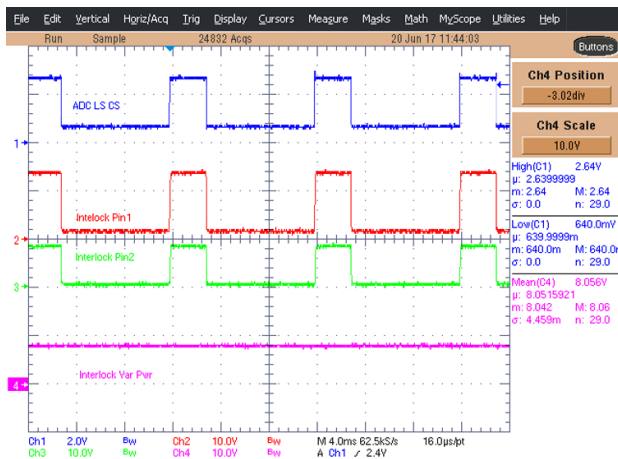 File Edit Vertical Horiz/Acq Trig Display Cursors Measure Masks Math MyScope Utilities Help
Run Sample 24832 Acqs 20 Jun 17 11:44:03
Buttons
Ch4 Position
-3.02div
Ch4 Scale
10.0V
ADC LS CS
1
High(C1) 2.64V
µ: 2.6399999
m: 2.64 M: 2.64
σ: 0.0 n: 29.0
Intelock Pin1
Low(C1) 640.0mV
µ: 639.9999m
m: 640.0m M: 640.0m
σ: 0.0 n: 29.0
2
Interlock Pin2
3
Mean(C4) 8.056V
µ: 8.0515921
m: 8.042 M: 8.06
σ: 4.459m n: 29.0
Interlock Var Pwr
4
Ch1 2.0V Bw Ch2 10.0V Bw M 4.0ms 62.5kS/s 16.0µs/pt
Ch3 10.0V Bw Ch4 10.0V Bw A Ch1 / 2.4V